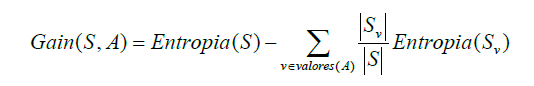 Gain(S, A) = Entropia(S) − ∑_{v∈valores(A)} |S_v|/|S| Entropia(S_v)